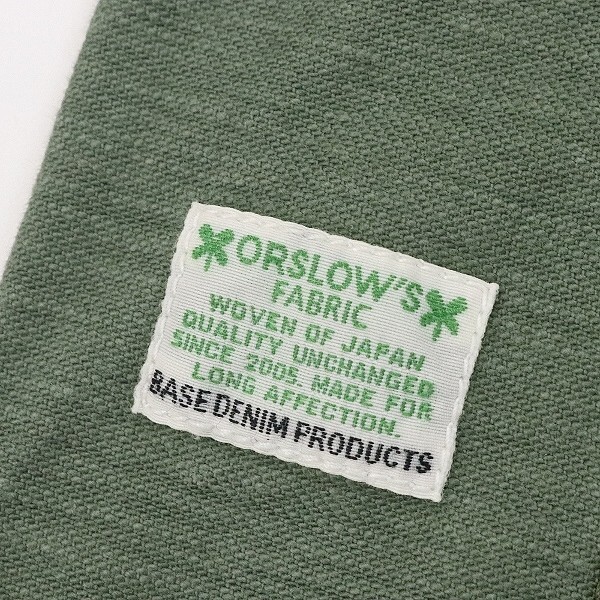 ORSLOW'S
FABRIC
WOVEN OF JAPAN
QUALITY UNCHANGED
SINCE 2005. MADE FOR
LONG AFFECTION.
BASE DENIM PRODUCTS